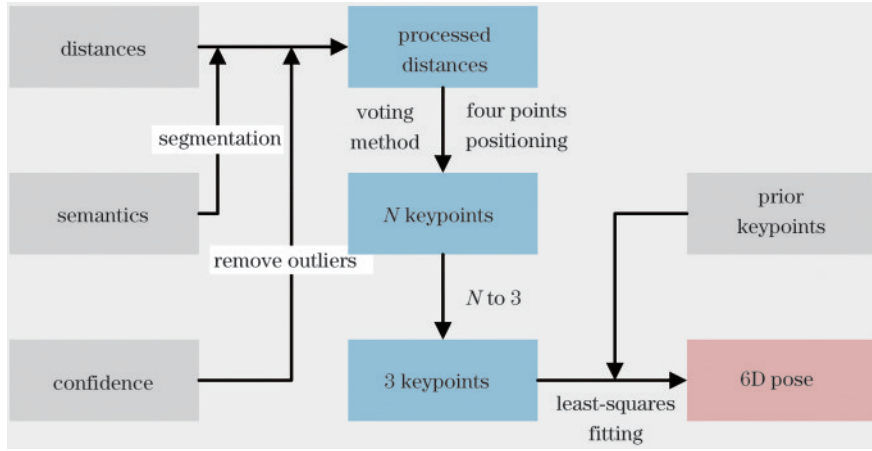 distances
processed
distances
voting
method
four points
positioning
segmentation
semantics
N keypoints
prior
keypoints
remove outliers
N to 3
confidence
3 keypoints
6D pose
least-squares
fitting